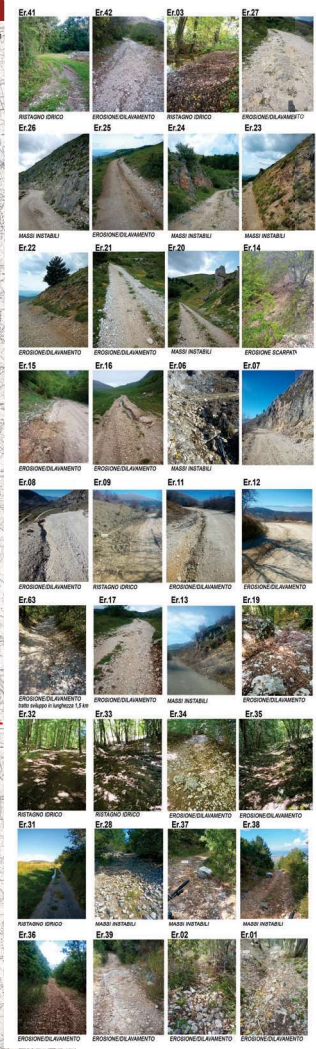 Er.41 Er.42 Er.03 Er.27
RISTAGNO IDRICO EROSIONE/DILAVAMENTO RISTAGNO IDRICO EROSIONE/DILAVAMENTO
Er.26 Er.25 Er.24 Er.23
MASSI INSTABILI EROSIONE/DILAVAMENTO MASSI INSTABILI MASSI INSTABILI
Er.22 Er.21 Er.20 Er.14
EROSIONE/DILAVAMENTO EROSIONE/DILAVAMENTO MASSI INSTABILI EROSIONE SCARPATA
Er.15 Er.16 Er.06 Er.07
EROSIONE/DILAVAMENTO EROSIONE/DILAVAMENTO MASSI INSTABILI
Er.08 Er.09 Er.11 Er.12
EROSIONE/DILAVAMENTO RISTAGNO IDRICO EROSIONE/DILAVAMENTO EROSIONE/DILAVAMENTO
Er.63 Er.17 Er.13 Er.19
EROSIONE/DILAVAMENTO EROSIONE/DILAVAMENTO MASSI INSTABILI EROSIONE/DILAVAMENTO
tratto sviluppo in lunghezza 1,5 km
Er.32 Er.33 Er.34 Er.35
RISTAGNO IDRICO RISTAGNO IDRICO EROSIONE/DILAVAMENTO EROSIONE/DILAVAMENTO
Er.31 Er.28 Er.37 Er.38
RISTAGNO IDRICO MASSI INSTABILI MASSI INSTABILI MASSI INSTABILI
Er.36 Er.39 Er.02 Er.01
EROSIONE/DILAVAMENTO EROSIONE/DILAVAMENTO EROSIONE/DILAVAMENTO EROSIONE/DILAVAMENTO